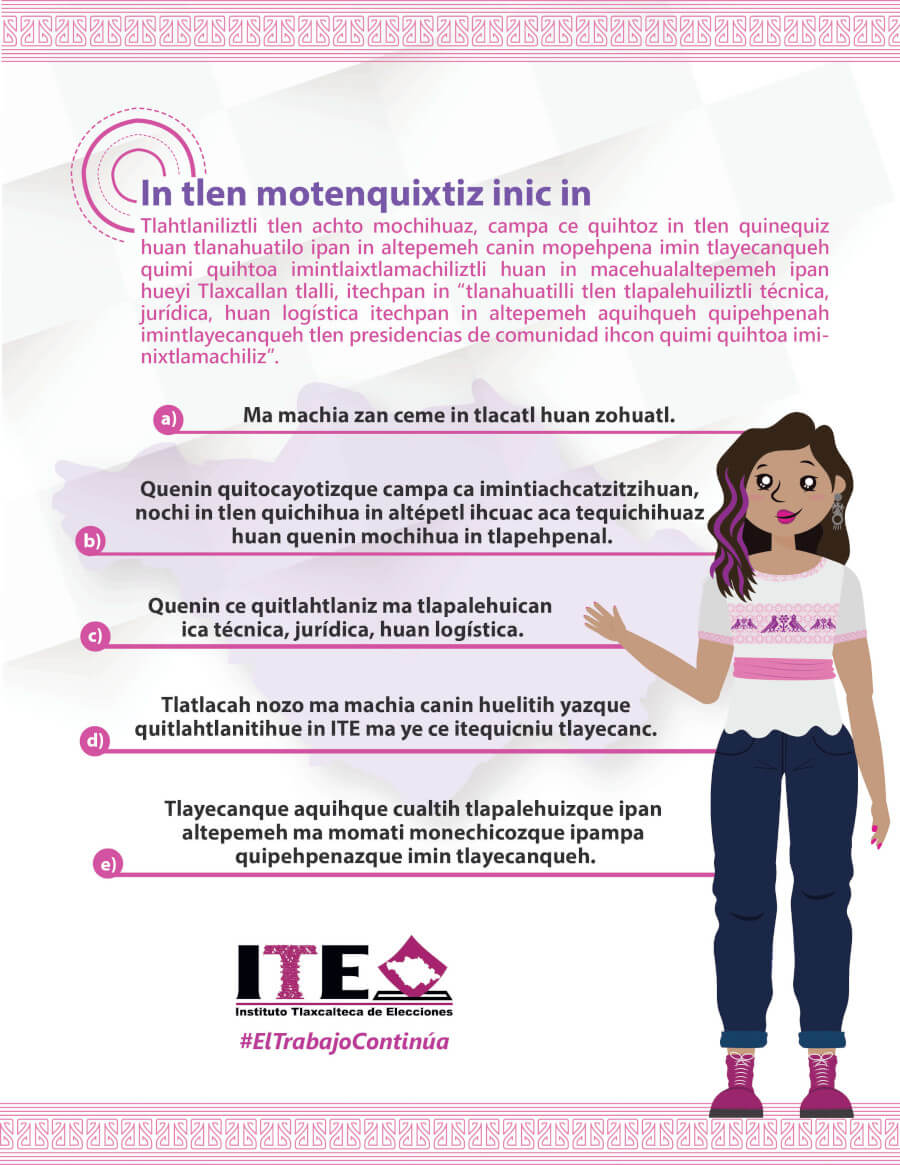 In tlen motenquixtiz inic in
Tlahtlaniliztli tlen achto mochihuaz, campa ce quihtoz in tlen quinequiz
huan tlanahuatilo ipan in altepemeh canin mopehpena imin tlayecanqueh
quimi quihtoa imintlaixtlamachiliztli huan in macehualaltepemeh ipan
hueyi Tlaxcallan tlalli, itechpan in “tlanahuatilli tlen tlapalehuiliztli técnica,
jurídica, huan logística itechpan in altepemeh aquihqueh quipehpenah
imintlayecanqueh tlen presidencias de comunidad ihcon quimi quihtoa imi-
nixtlamachiliz”.
a) Ma machia zan ceme in tlacatl huan zohuatl.
Quenin quitocayotizque campa ca imintiachcatzitzihuan,
nochi in tlen quichihua in altépetl ihcuac aca tequichihuaz
b) huan quenin mochihua in tlapehpenal.
Quenin ce quitlahtlaniz ma tlapalehuican
c) ica técnica, jurídica, huan logística.
Tlatlacah nozo ma machia canin huelitih yazque
d) quitlahtlanitihue in ITE ma ye ce itequicniu tlayecanc.
Tlayecanque aquihque cualtih tlapalehuizque ipan
altepemeh ma momati monechicozque ipampa
e) quipehpenazque imin tlayecanqueh.
ITE
Instituto Tlaxcalteca de Elecciones
#ElTrabajoContinúa